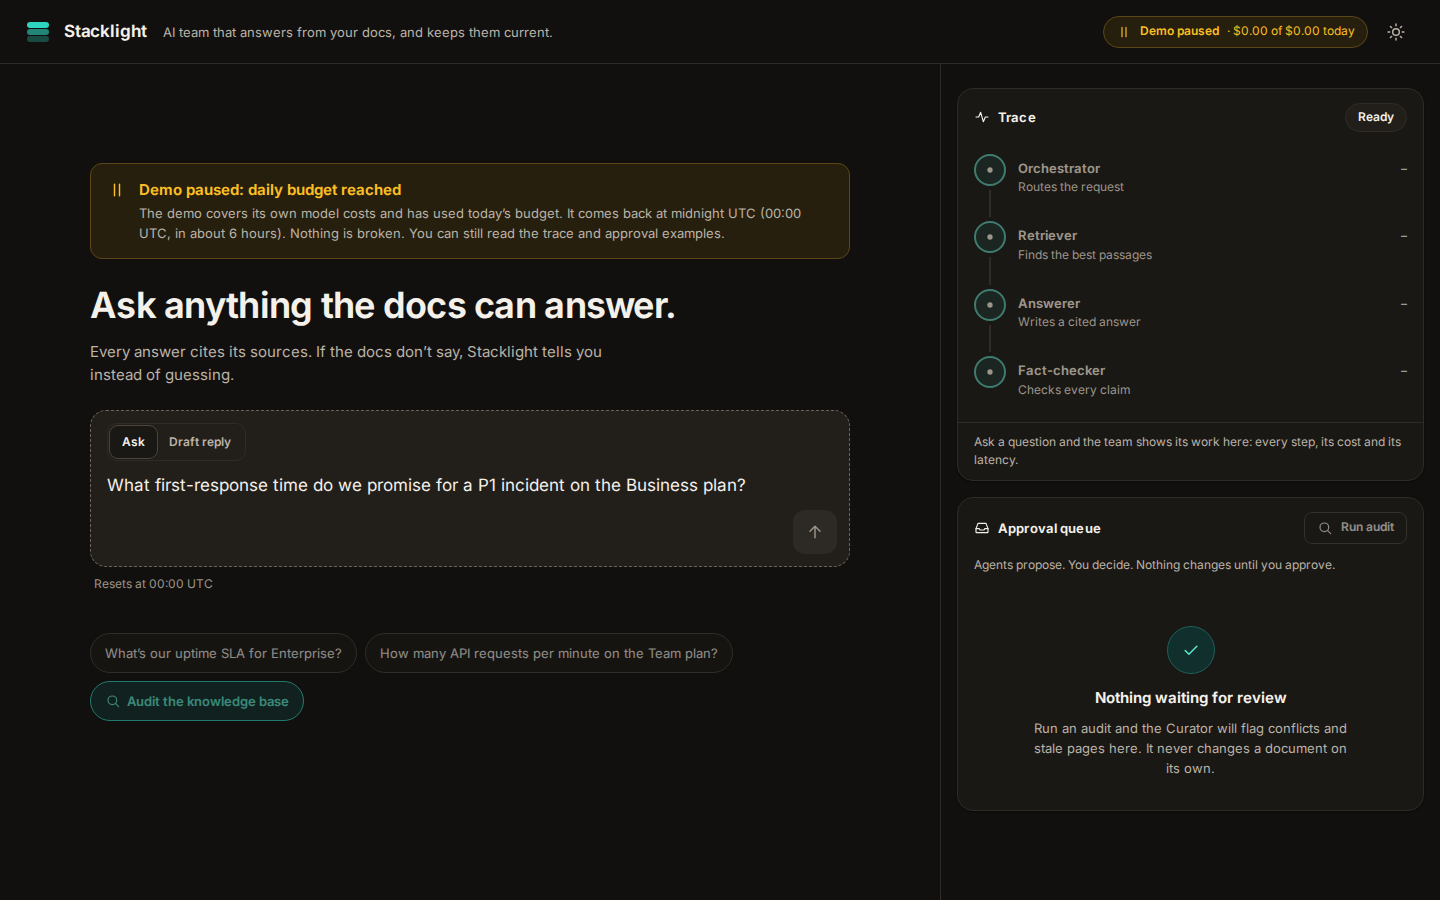 Stacklight
AI team that answers from your docs, and keeps them current.
Demo paused · $0.00 of $0.00 today
Demo paused: daily budget reached
The demo covers its own model costs and has used today’s budget. It comes back at midnight UTC (00:00
UTC, in about 6 hours). Nothing is broken. You can still read the trace and approval examples.
Ask anything the docs can answer.
Every answer cites its sources. If the docs don’t say, Stacklight tells you
instead of guessing.
Ask
Draft reply
What first-response time do we promise for a P1 incident on the Business plan?
Resets at 00:00 UTC
What’s our uptime SLA for Enterprise?
How many API requests per minute on the Team plan?
Audit the knowledge base
Trace
Ready
Orchestrator –
Routes the request
Retriever –
Finds the best passages
Answerer –
Writes a cited answer
Fact-checker –
Checks every claim
Ask a question and the team shows its work here: every step, its cost and its
latency.
Approval queue
Run audit
Agents propose. You decide. Nothing changes until you approve.
Nothing waiting for review
Run an audit and the Curator will flag conflicts and
stale pages here. It never changes a document on
its own.